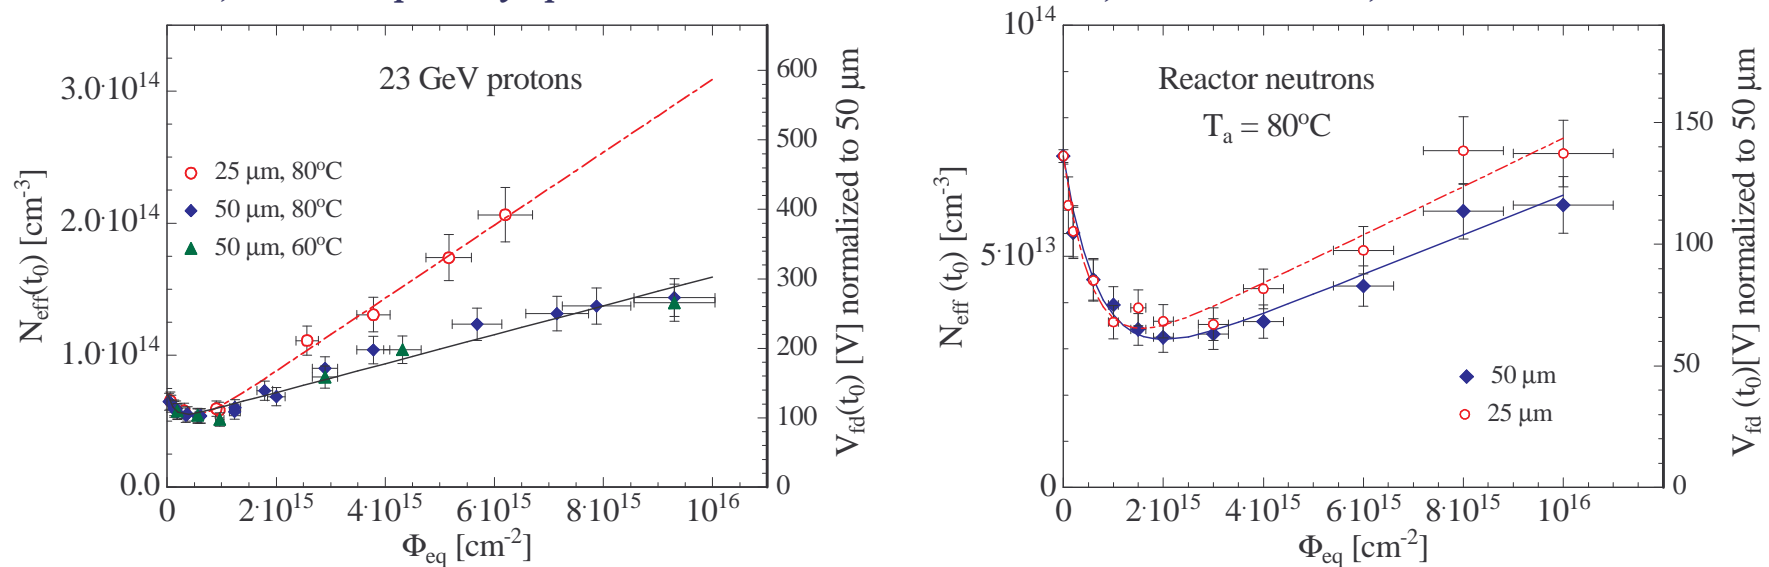 23 GeV protons
25 μm, 80°C
50 μm, 80°C
50 μm, 60°C
N_eff(t_0) [cm^-3]
3.0·10^14
2.0·10^14
1.0·10^14
0.0
0
2·10^15
4·10^15
6·10^15
8·10^15
10^16
Φ_eq [cm^-2]
600
500
400
300
200
100
0
V_fd(t_0) [V] normalized to 50 μm
Reactor neutrons
T_a = 80°C
N_eff (t_0) [cm^-3]
10^14
5·10^13
0
0
2·10^15
4·10^15
6·10^15
8·10^15
10^16
Φ_eq [cm^-2]
50 μm
25 μm
150
100
50
0
V_fd (t_0)[V] normalized to 50 μm